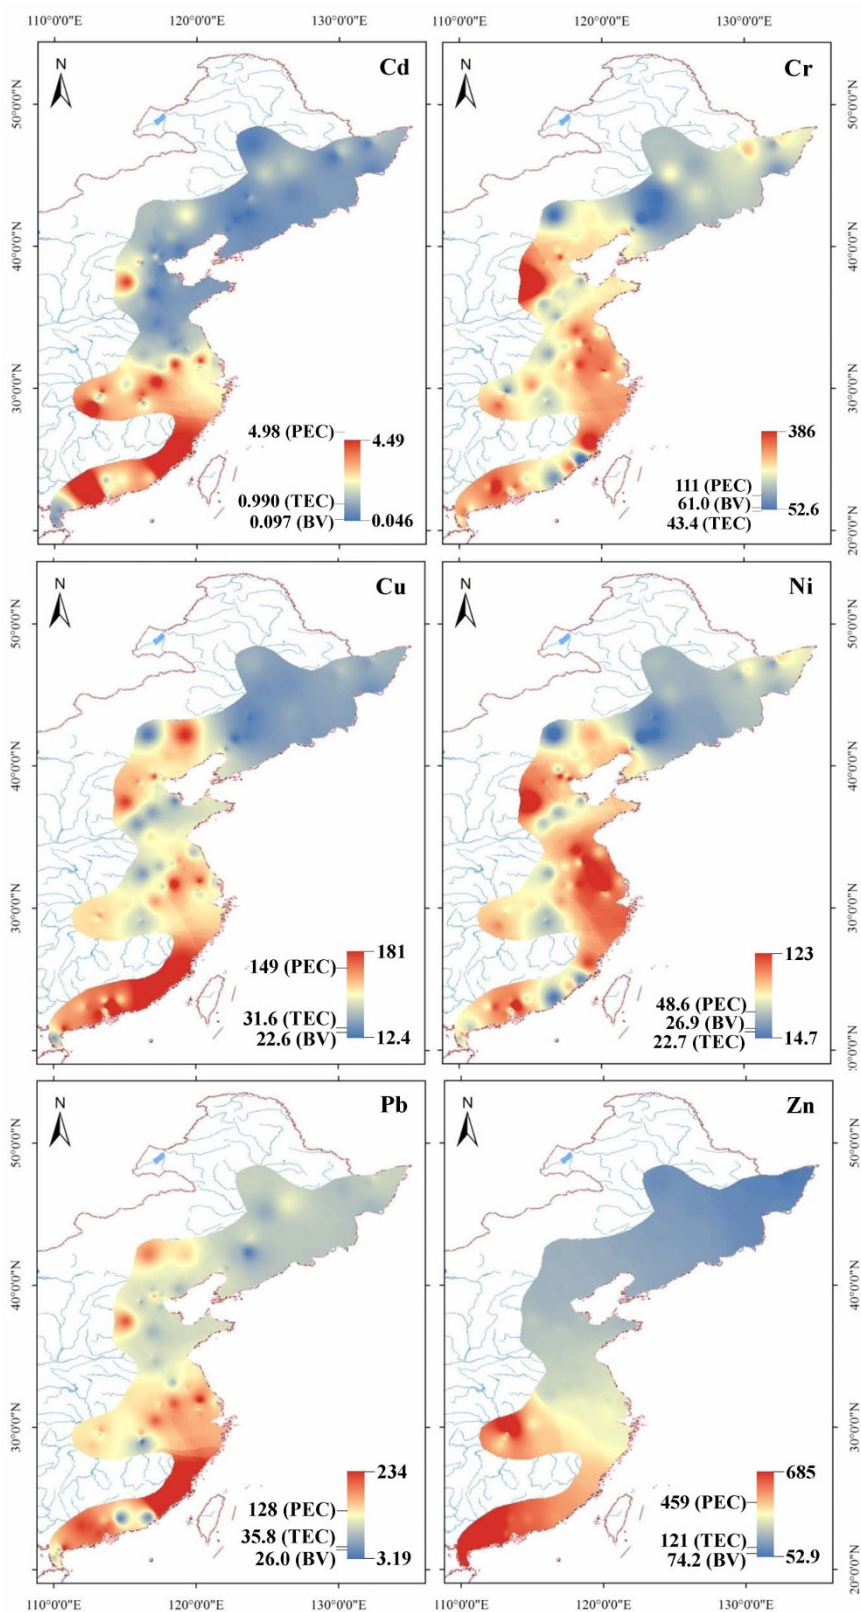 110°0'0"E 120°0'0"E 130°0'0"E 110°0'0"E 120°0'0"E 130°0'0"E
N Cd N Cr
50°0'0"N 50°0'0"N
40°0'0"N 40°0'0"N
30°0'0"N 30°0'0"N
4.98 (PEC) 4.49 386
0.990 (TEC) 111 (PEC)
0.097 (BV) 0.046 61.0 (BV) 52.6
43.4 (TEC)
20°0'0"N
N Cu N Ni
50°0'0"N 50°0'0"N
40°0'0"N 40°0'0"N
30°0'0"N 30°0'0"N
181 123
149 (PEC) 48.6 (PEC)
31.6 (TEC) 26.9 (BV)
22.6 (BV) 12.4 22.7 (TEC) 14.7
N Pb N Zn
50°0'0"N 50°0'0"N
40°0'0"N 40°0'0"N
30°0'0"N 30°0'0"N
234 685
128 (PEC) 459 (PEC)
35.8 (TEC) 121 (TEC)
26.0 (BV) 3.19 74.2 (BV) 52.9
20°0'0"N
110°0'0"E 120°0'0"E 130°0'0"E 110°0'0"E 120°0'0"E 130°0'0"E